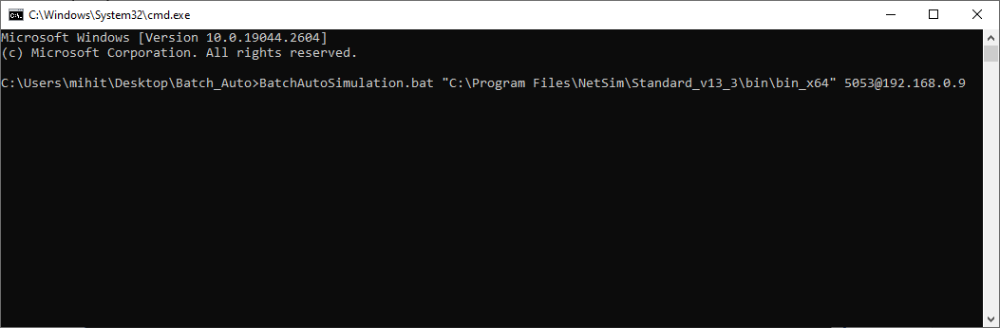 C:\Windows\System32\cmd.exe
Microsoft Windows [Version 10.0.19044.2604]
(c) Microsoft Corporation. All rights reserved.
C:\Users\mihit\Desktop\Batch_Auto>BatchAutoSimulation.bat "C:\Program Files\NetSim\Standard_v13_3\bin\bin_x64" 5053@192.168.0.9